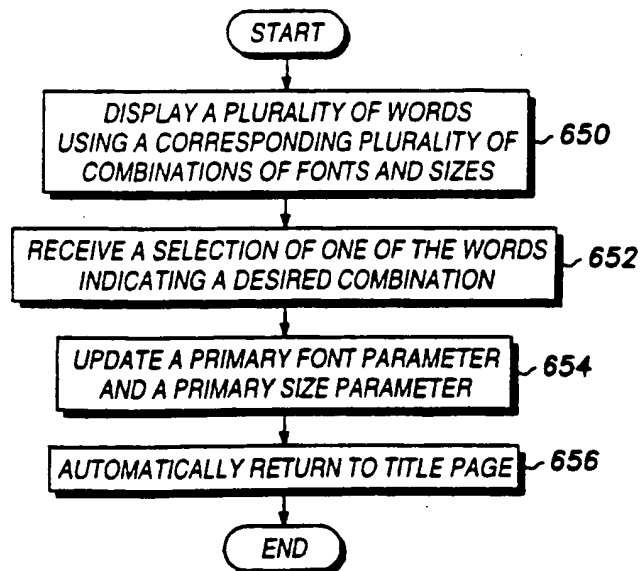 START
DISPLAY A PLURALITY OF WORDS
USING A CORRESPONDING PLURALITY OF
COMBINATIONS OF FONTS AND SIZES
650
RECEIVE A SELECTION OF ONE OF THE WORDS
INDICATING A DESIRED COMBINATION
652
UPDATE A PRIMARY FONT PARAMETER
AND A PRIMARY SIZE PARAMETER
654
AUTOMATICALLY RETURN TO TITLE PAGE
656
END